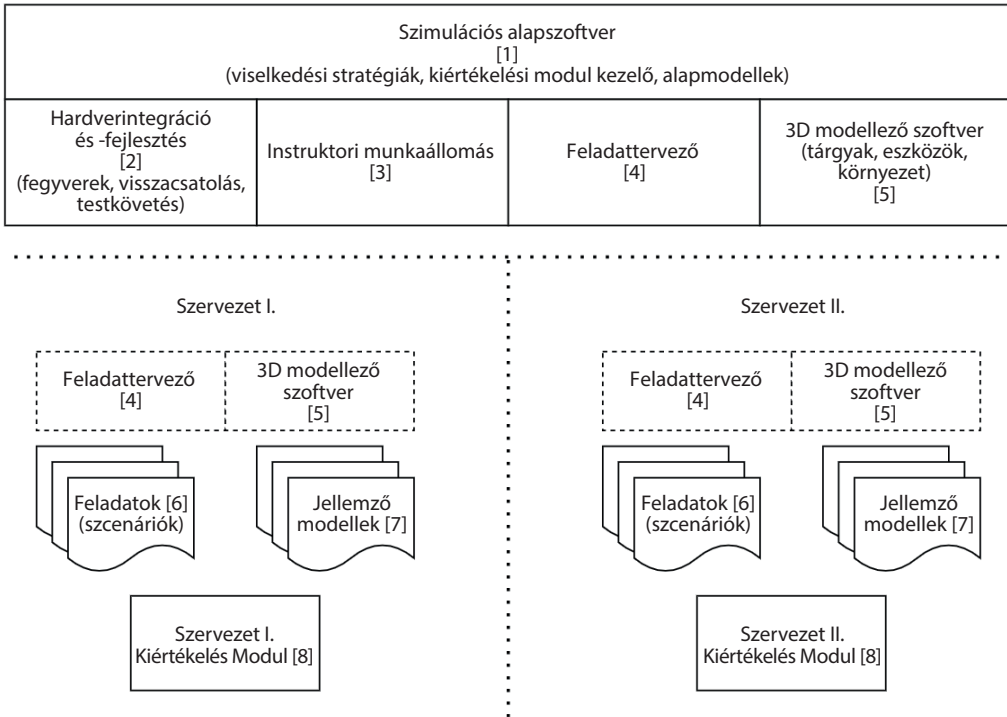 Szimulációs alapszoftver
[1]
(viselkedési stratégiák, kiértékelési modul kezelő, alapmodellek)
Hardverintegráció
és -fejlesztés
[2]
(fegyverek, visszacsatolás,
testkövetés)
Instruktori munkaállomás
[3]
Feladattervező
[4]
3D modellező szoftver
(tárgyak, eszközök,
környezet)
[5]
Szervezet I.
Feladattervező
[4]
3D modellező
szoftver
[5]
Feladatok [6]
(szcenáriók)
Jellemző
modellek [7]
Szervezet I.
Kiértékelés Modul [8]
Szervezet II.
Feladattervező
[4]
3D modellező
szoftver
[5]
Feladatok [6]
(szcenáriók)
Jellemző
modellek [7]
Szervezet II.
Kiértékelés Modul [8]